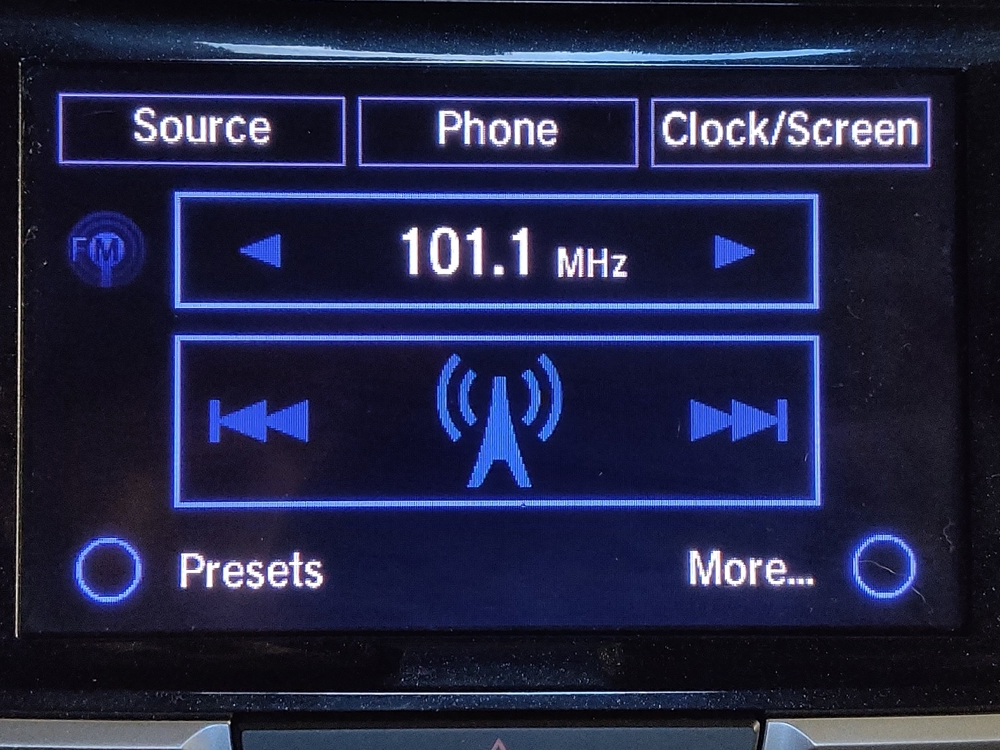 Source Phone Clock/Screen
FM 101.1 MHz
Presets More...